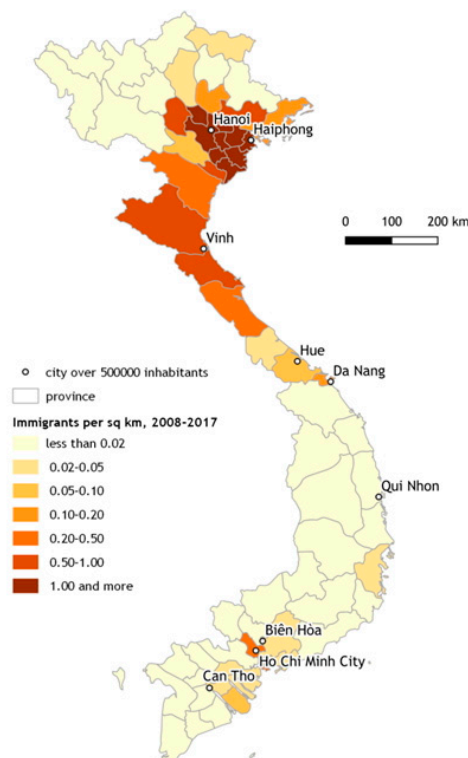 Hanoi
Haiphong
0 100 200 km
Vinh
Hue
Da Nang
city over 500000 inhabitants
province
Immigrants per sq km, 2008-2017
less than 0.02
0.02-0.05
0.05-0.10
0.10-0.20
0.20-0.50
0.50-1.00
1.00 and more
Qui Nhon
Biên Hòa
Ho Chi Minh City
Can Tho